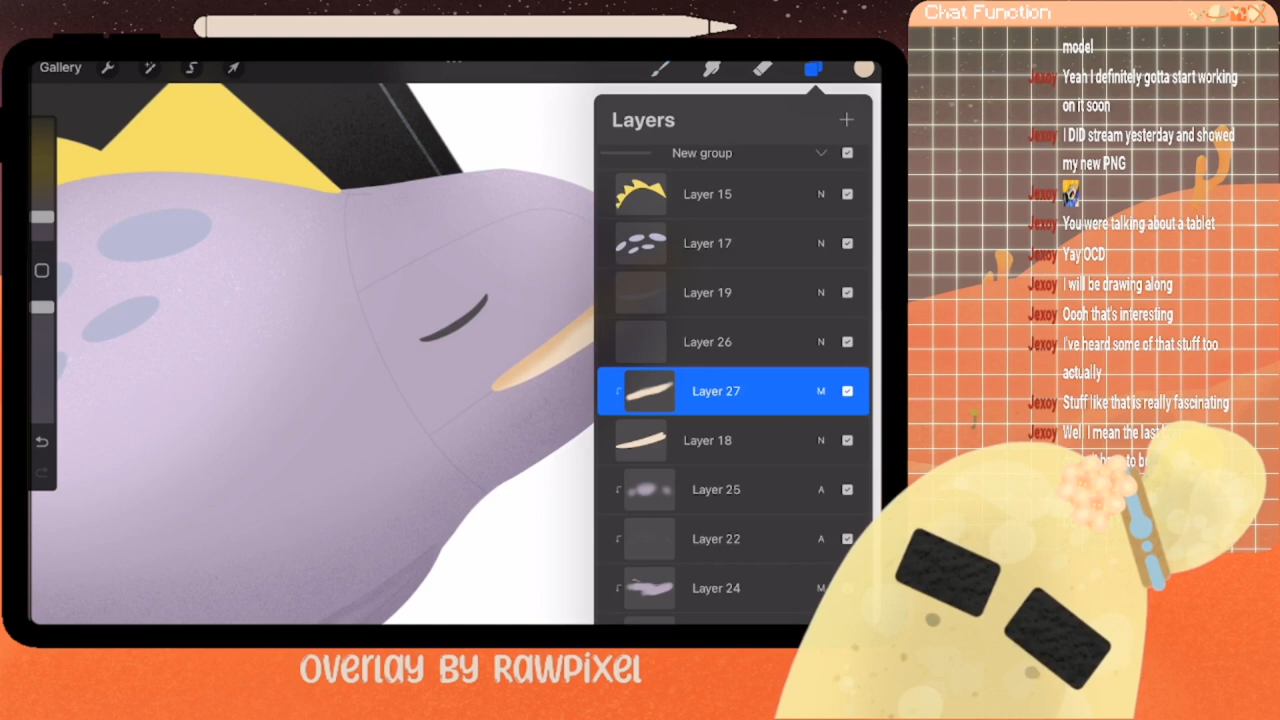 Chat Function
Gallery
Layers
New group
Layer 15 N
Layer 17 N
Layer 19 N
Layer 26 N
Layer 27 M
Layer 18 N
Layer 25 A
Layer 22 A
Layer 24 M
model
Jexoy Yeah I definitely gotta start working
on it soon
Jexoy I DID stream yesterday and showed
my new PNG
Jexoy
Jexoy You were talking about a tablet
Jexoy Yay OCD
Jexoy I will be drawing along
Jexoy Oooh that's interesting
Jexoy I've heard some of that stuff too
actually
Jexoy Stuff like that is really fascinating
Jexoy Well I mean the
to
OVERLAY BY RAWPIXEL